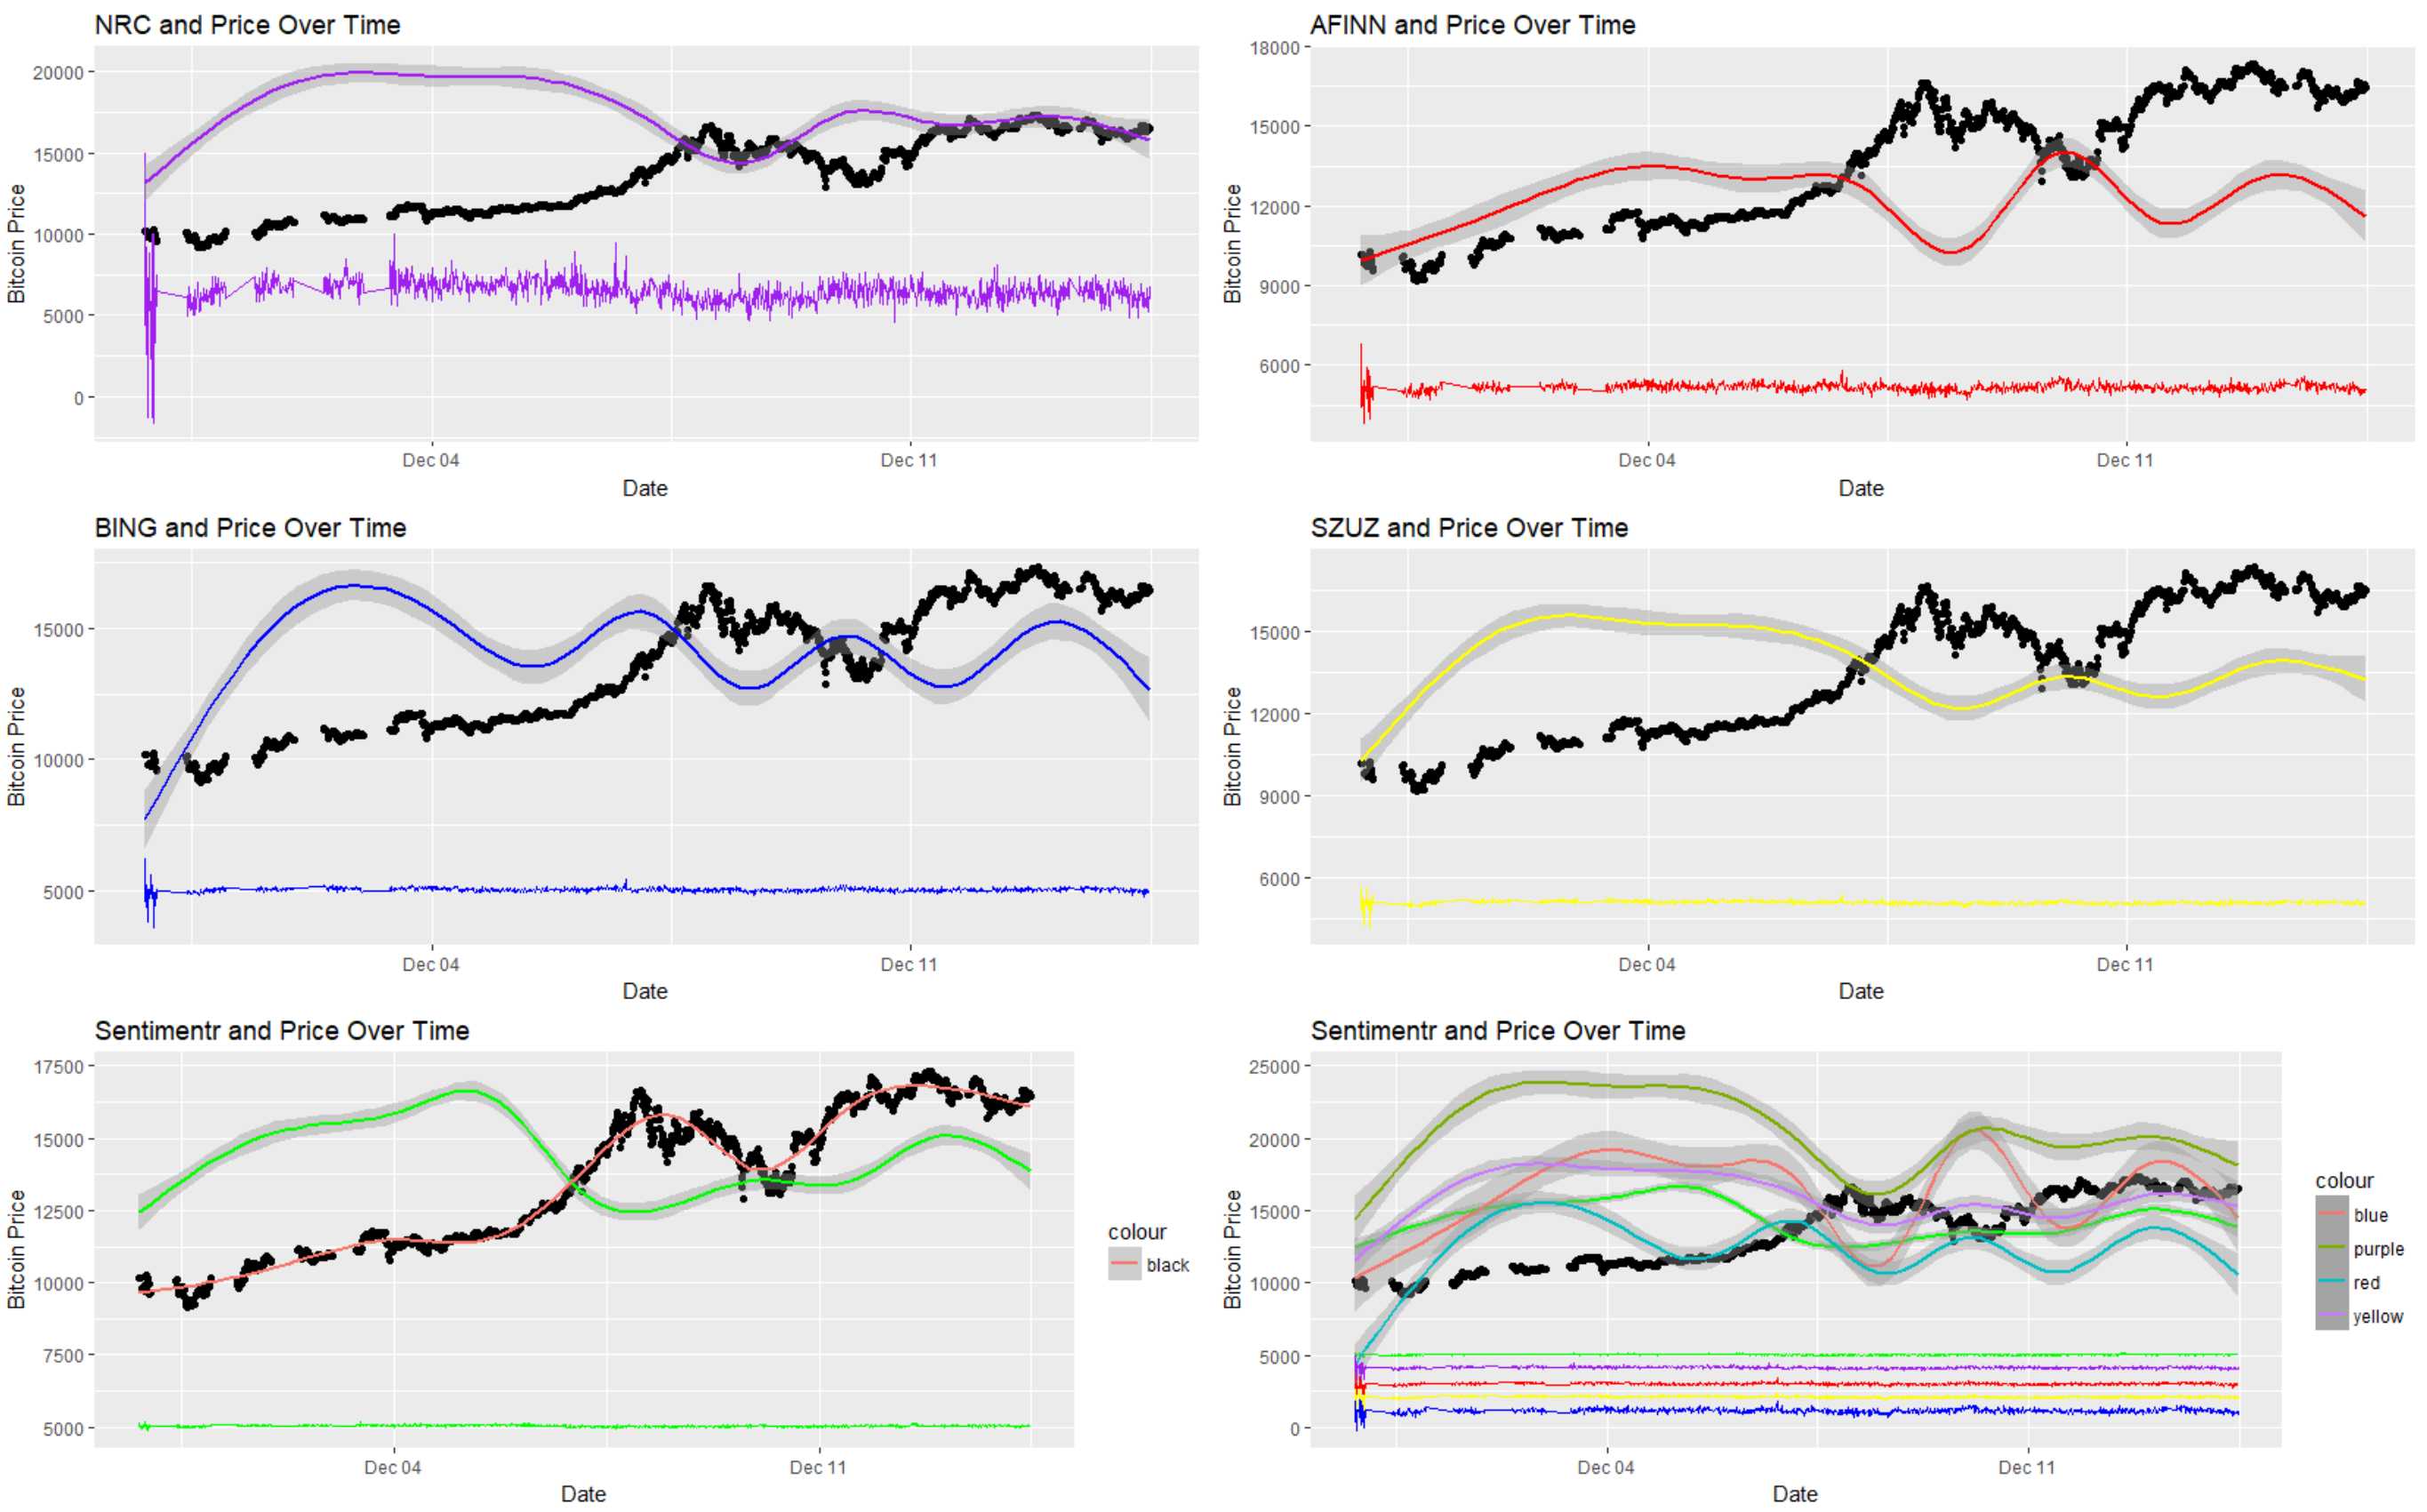 NRC and Price Over Time
20000
15000
10000
5000
0
Bitcoin Price
Dec 04
Dec 11
Date
AFINN and Price Over Time
18000
15000
12000
9000
6000
Bitcoin Price
Dec 04
Dec 11
Date
BING and Price Over Time
15000
10000
5000
Bitcoin Price
Dec 04
Dec 11
Date
SZUZ and Price Over Time
15000
12000
9000
6000
Bitcoin Price
Dec 04
Dec 11
Date
Sentimentr and Price Over Time
17500
15000
12500
10000
7500
5000
Bitcoin Price
Dec 04
Dec 11
Date
colour
black
Sentimentr and Price Over Time
25000
20000
15000
10000
5000
0
Bitcoin Price
Dec 04
Dec 11
Date
colour
blue
purple
red
yellow